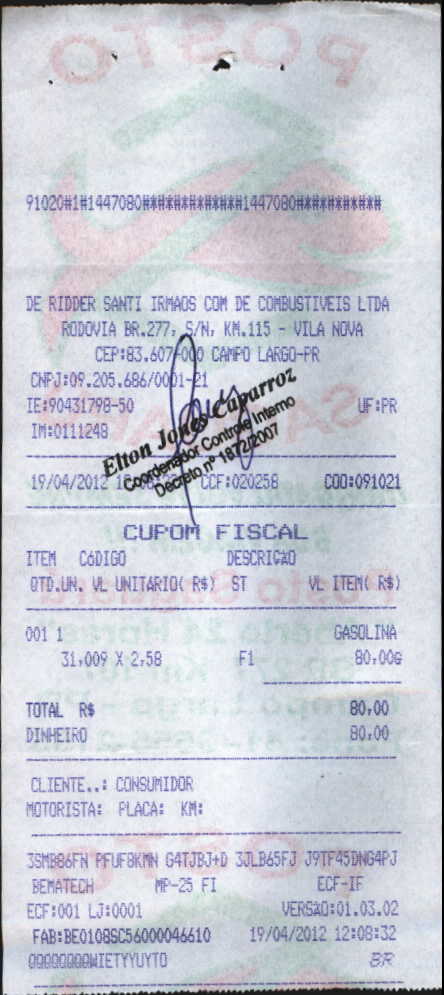 POSTO
91020#1#1447080#############1447080###########
DE RIDDER SANTI IRMAOS COM DE COMBUSTIVEIS LTDA
RODOVIA BR.277, S/N, KM.115 - VILA NOVA
CEP:83.607-000 CAMPO LARGO-PR
CNPJ:09.205.686/0001-21
IE:90431798-50 UF:PR
IM:0111248
Elton Jones Caparroz
Coordenador Controle Interno
Decreto nº 1872/2007
19/04/2012 CCF:020258 COO:091021
CUPOM FISCAL
ITEM CóDIGO DESCRIÇÃO
QTD.UN. VL UNITÁRIO( R$) ST VL ITEM( R$)
001 1 GASOLINA
31,009 X 2,58 F1 80,00G
TOTAL R$ 80,00
DINHEIRO 80,00
CLIENTE..: CONSUMIDOR
MOTORISTA: PLACA: KM:
3SMB86FN PFUF8KMN G4TJBJ+D 3JLB65FJ J9TF45DNG4PJ
BEMATECH MP-25 FI ECF-IF
ECF:001 LJ:0001 VERSÃO:01.03.02
FAB:BE0108SC56000046610 19/04/2012 12:08:32
QQQQQQQQWIETYYUYTO BR